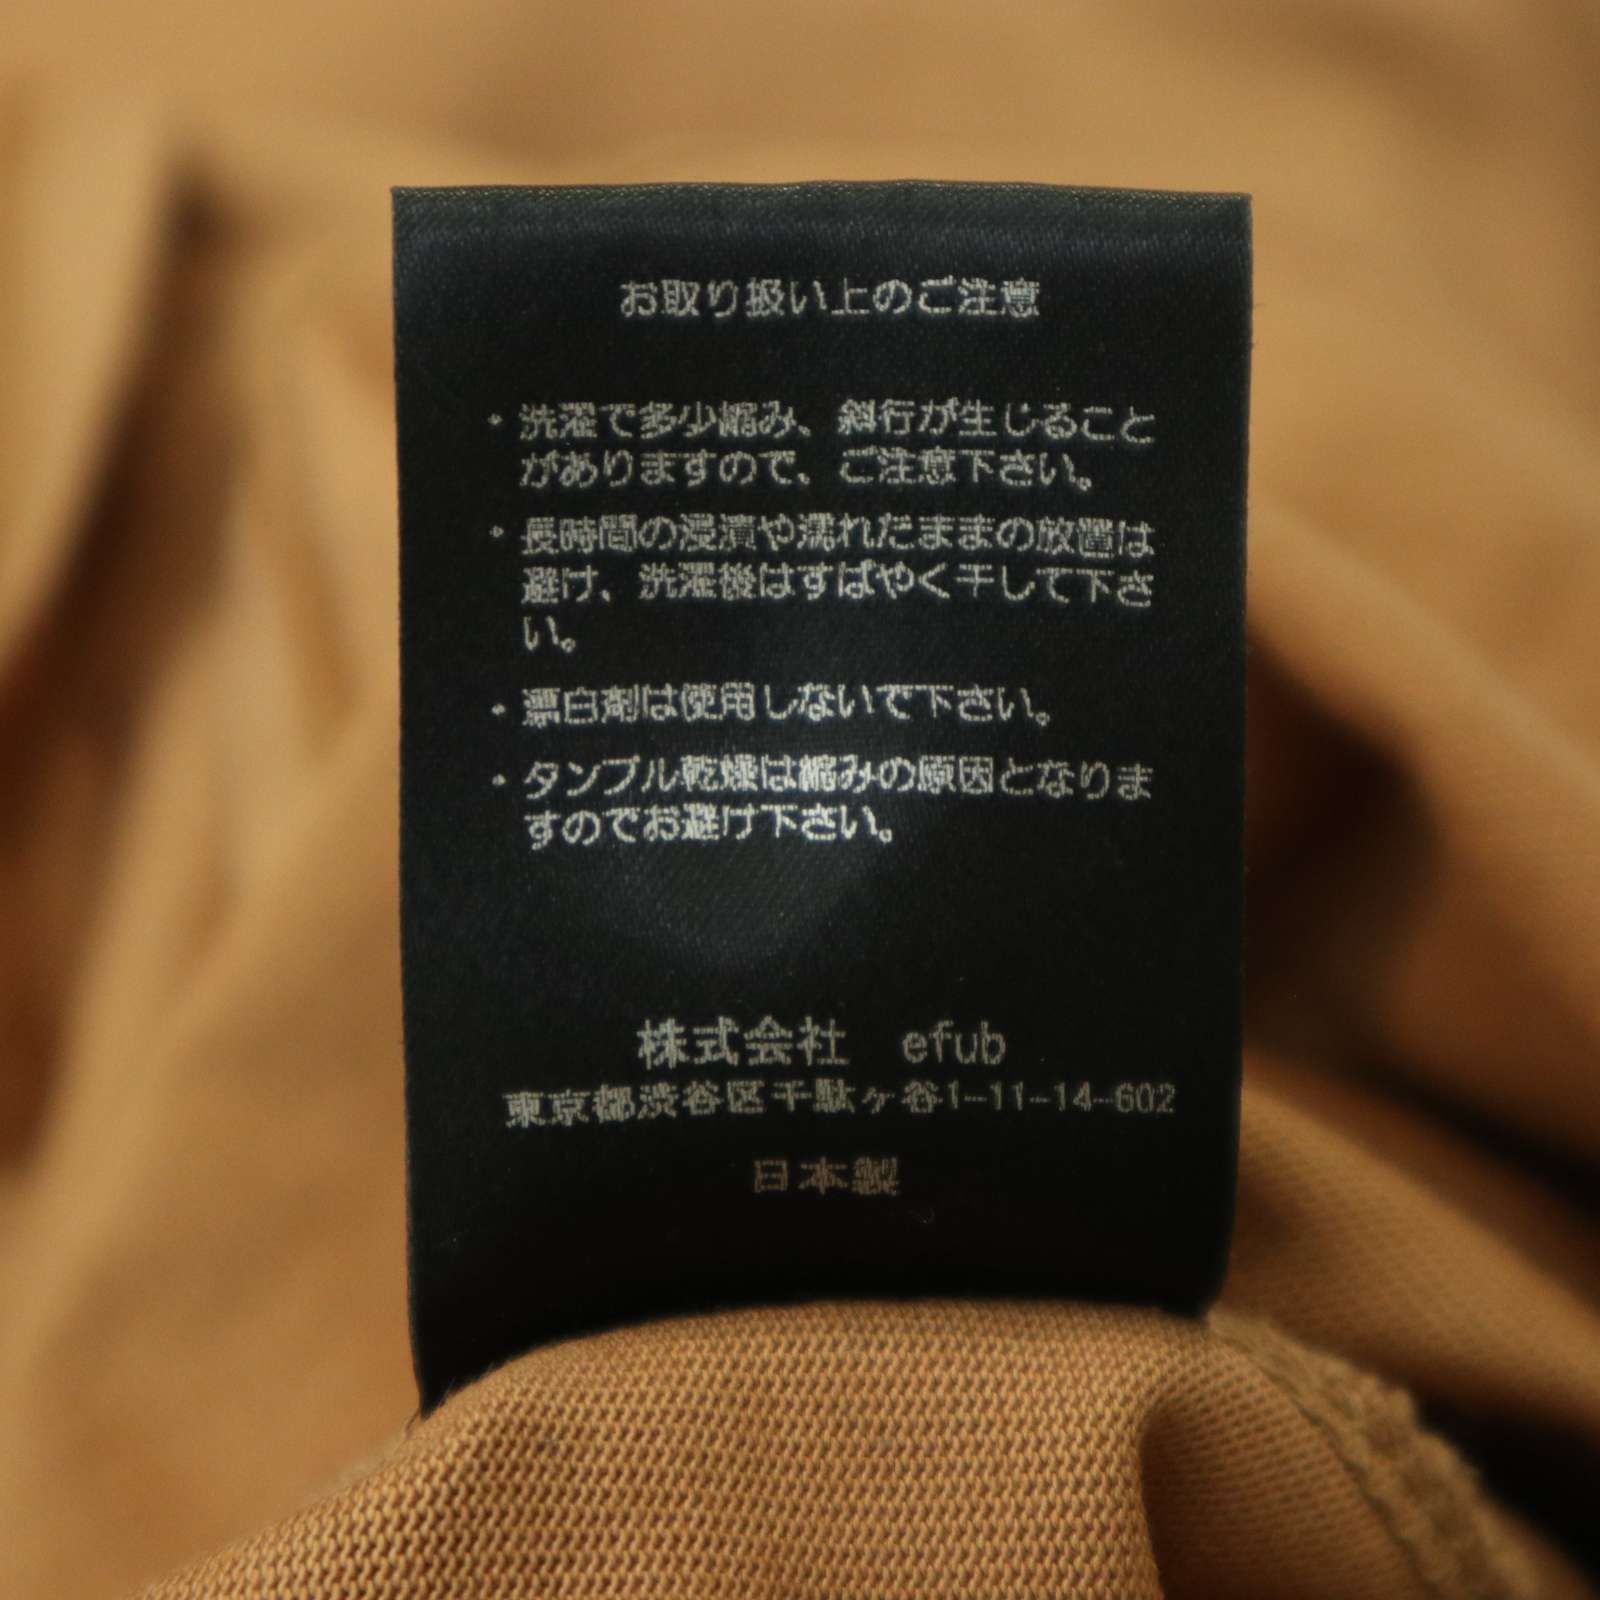 お取り扱い上のご注意
・洗濯で多少縮み、斜行が生じること
がありますので、ご注意下さい。
・長時間の浸漬や濡れたままの放置は
避け、洗濯後はすばやく干して下さ
い。
・漂白剤は使用しないで下さい。
・タンブル乾燥は縮みの原因となりま
すのでお避け下さい。
株式会社 efub
東京都渋谷区千駄ヶ谷1-11-14-602
日本製